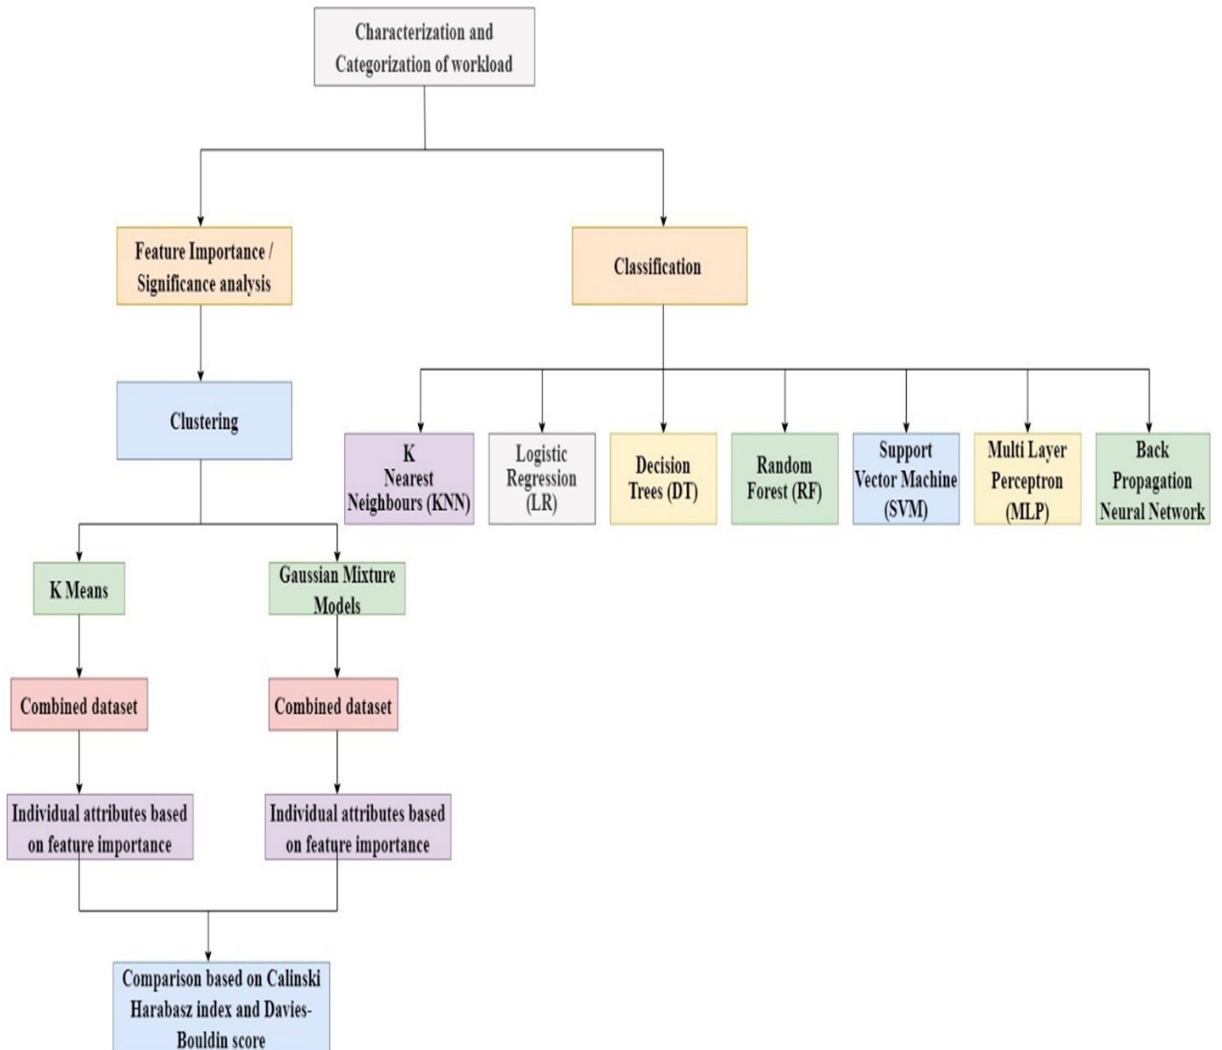 Characterization and
Categorization of workload
Feature Importance /
Significance analysis
Classification
Clustering
K
Nearest
Neighbours (KNN)
Logistic
Regression
(LR)
Decision
Trees (DT)
Random
Forest (RF)
Support
Vector Machine
(SVM)
Multi Layer
Perceptron
(MLP)
Back
Propagation
Neural Network
K Means
Gaussian Mixture
Models
Combined dataset
Combined dataset
Individual attributes based
on feature importance
Individual attributes based
on feature importance
Comparison based on Calinski
Harabasz index and Davies-
Bouldin score